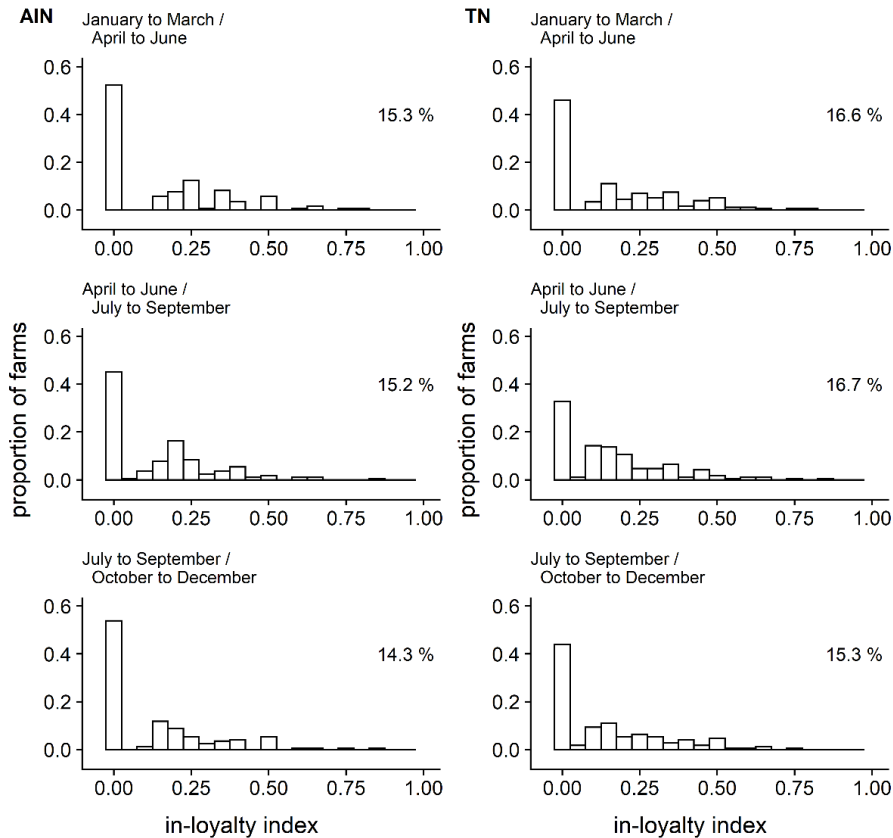 AIN
January to March /
April to June
0.6
0.4
0.2
0.0
15.3 %
0.00 0.25 0.50 0.75 1.00
TN
January to March /
April to June
0.6
0.4
0.2
0.0
16.6 %
0.00 0.25 0.50 0.75 1.00
April to June /
July to September
0.6
0.4
0.2
0.0
15.2 %
0.00 0.25 0.50 0.75 1.00
proportion of farms
April to June /
July to September
0.6
0.4
0.2
0.0
16.7 %
0.00 0.25 0.50 0.75 1.00
proportion of farms
July to September /
October to December
0.6
0.4
0.2
0.0
14.3 %
0.00 0.25 0.50 0.75 1.00
in-loyalty index
July to September /
October to December
0.6
0.4
0.2
0.0
15.3 %
0.00 0.25 0.50 0.75 1.00
in-loyalty index